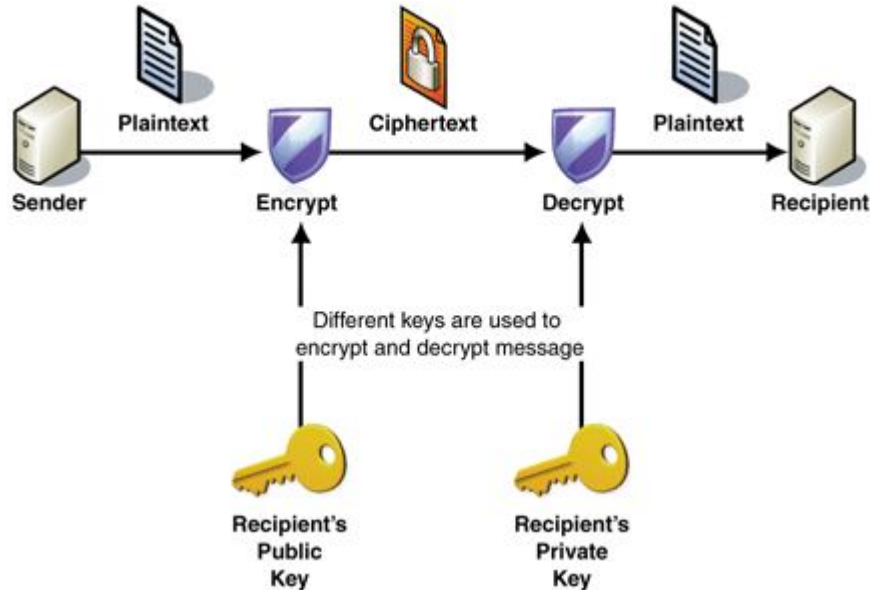 Plaintext
Ciphertext
Plaintext
Sender
Encrypt
Decrypt
Recipient
Different keys are used to
encrypt and decrypt message
Recipient's
Public
Key
Recipient's
Private
Key